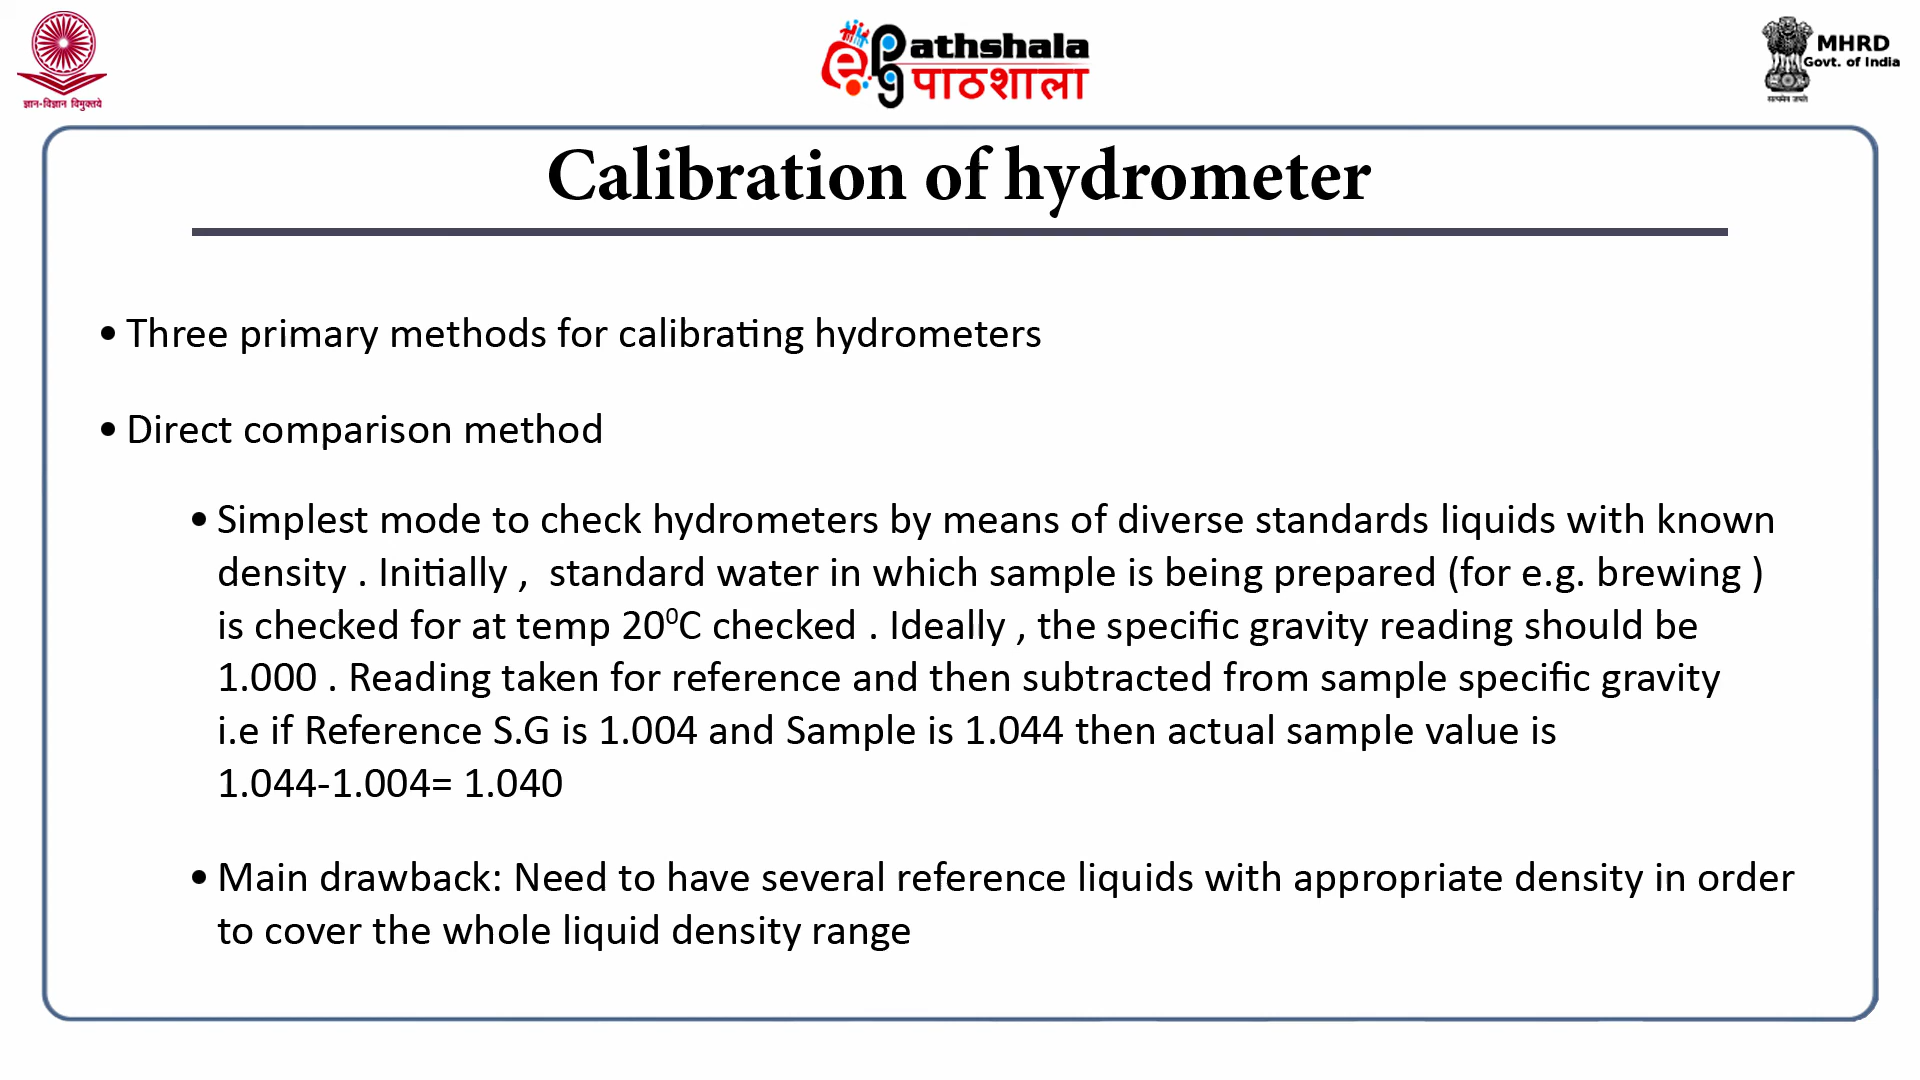 ज्ञान-विज्ञान विमुक्तये
e Pg athshala
पाठशाला
MHRD
Govt. of India
सत्यमेव जयते
Calibration of hydrometer
• Three primary methods for calibrating hydrometers
• Direct comparison method
• Simplest mode to check hydrometers by means of diverse standards liquids with known
density . Initially , standard water in which sample is being prepared (for e.g. brewing )
is checked for at temp 20⁰C checked . Ideally , the specific gravity reading should be
1.000 . Reading taken for reference and then subtracted from sample specific gravity
i.e if Reference S.G is 1.004 and Sample is 1.044 then actual sample value is
1.044-1.004= 1.040
• Main drawback: Need to have several reference liquids with appropriate density in order
to cover the whole liquid density range